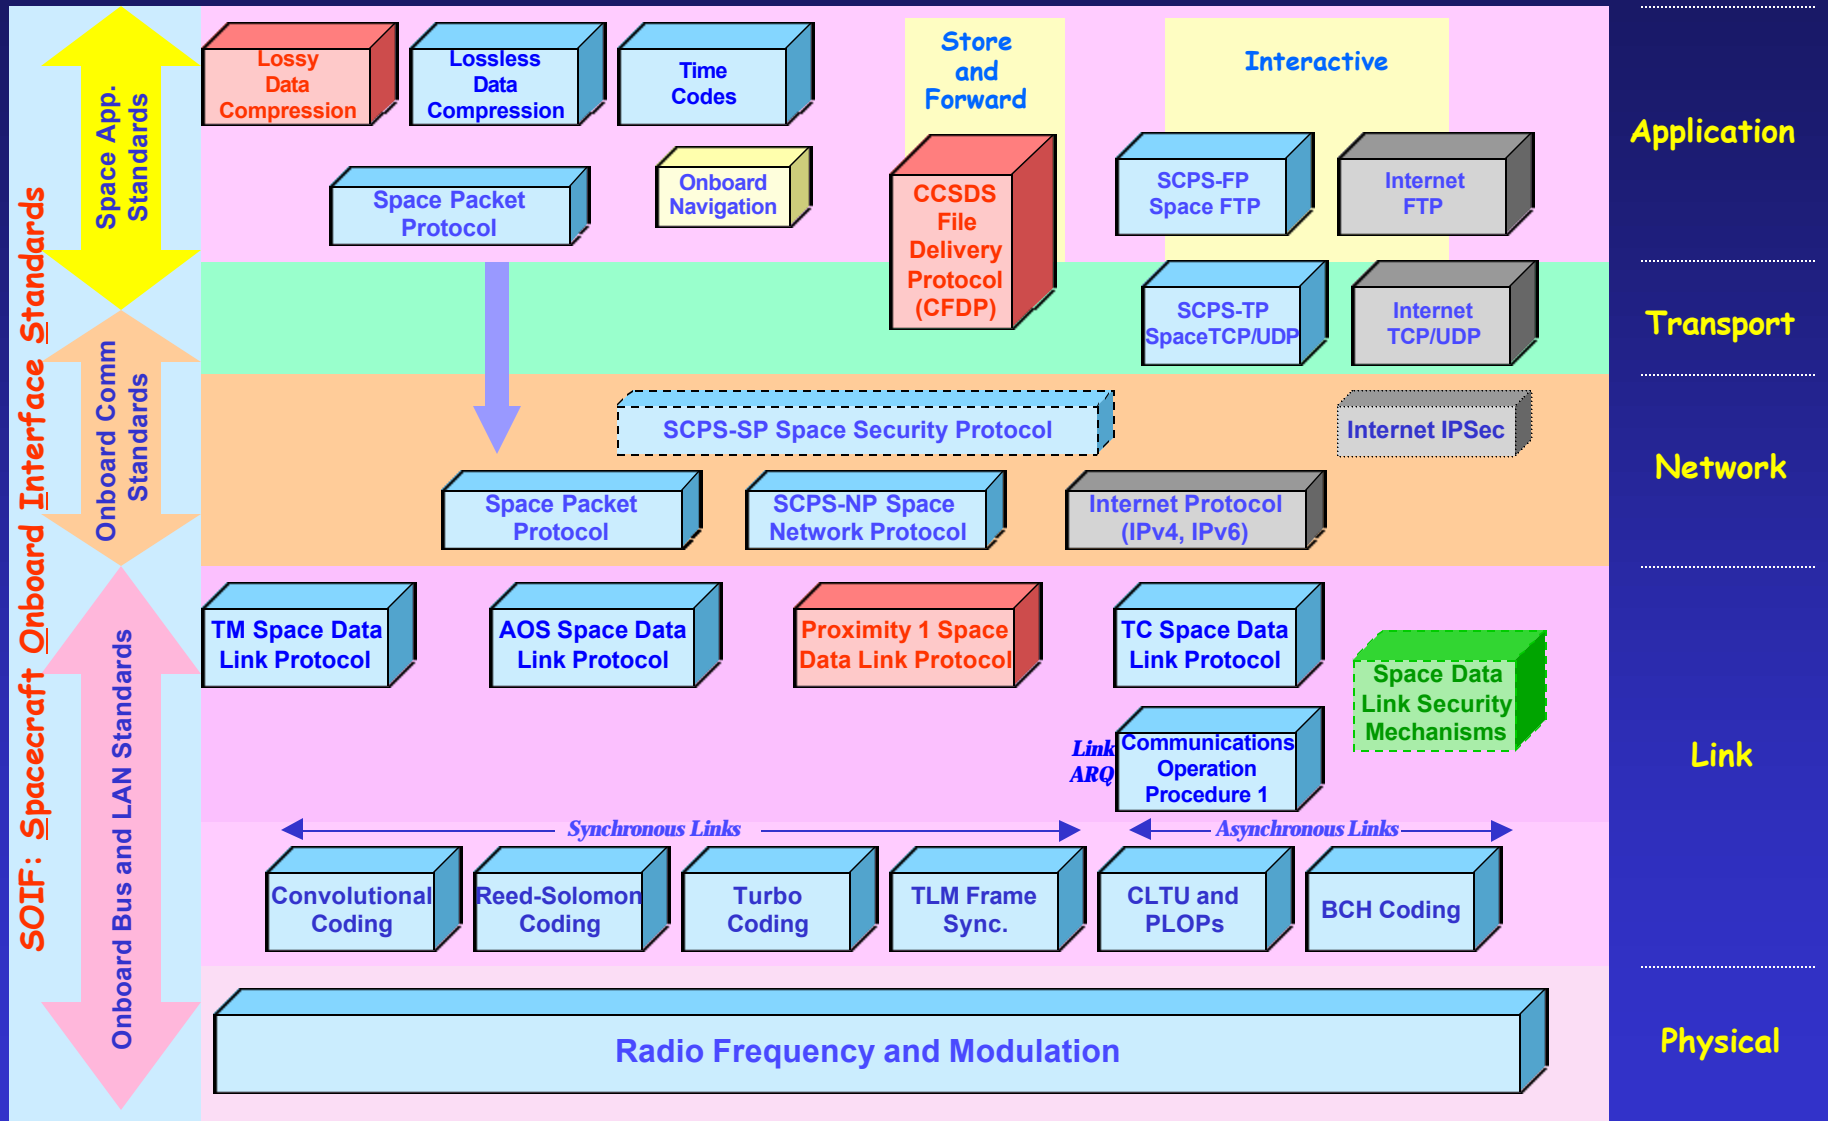 SOIF: Spacecraft Onboard Interface Standards
Space App.
Standards
Onboard Comm
Standards
Onboard Bus and LAN Standards
Lossy
Data
Compression
Lossless
Data
Compression
Time
Codes
Store
and
Forward
Interactive
Application
Space Packet
Protocol
Onboard
Navigation
CCSDS
File
Delivery
Protocol
(CFDP)
SCPS-FP
Space FTP
Internet
FTP
SCPS-TP
SpaceTCP/UDP
Internet
TCP/UDP
Transport
SCPS-SP Space Security Protocol
Internet IPSec
Network
Space Packet
Protocol
SCPS-NP Space
Network Protocol
Internet Protocol
(IPv4, IPv6)
TM Space Data
Link Protocol
AOS Space Data
Link Protocol
Proximity 1 Space
Data Link Protocol
TC Space Data
Link Protocol
Space Data
Link Security
Mechanisms
Link
ARQ
Communications
Operation
Procedure 1
Link
Synchronous Links
Asynchronous Links
Convolutional
Coding
Reed-Solomon
Coding
Turbo
Coding
TLM Frame
Sync.
CLTU and
PLOPs
BCH Coding
Radio Frequency and Modulation
Physical